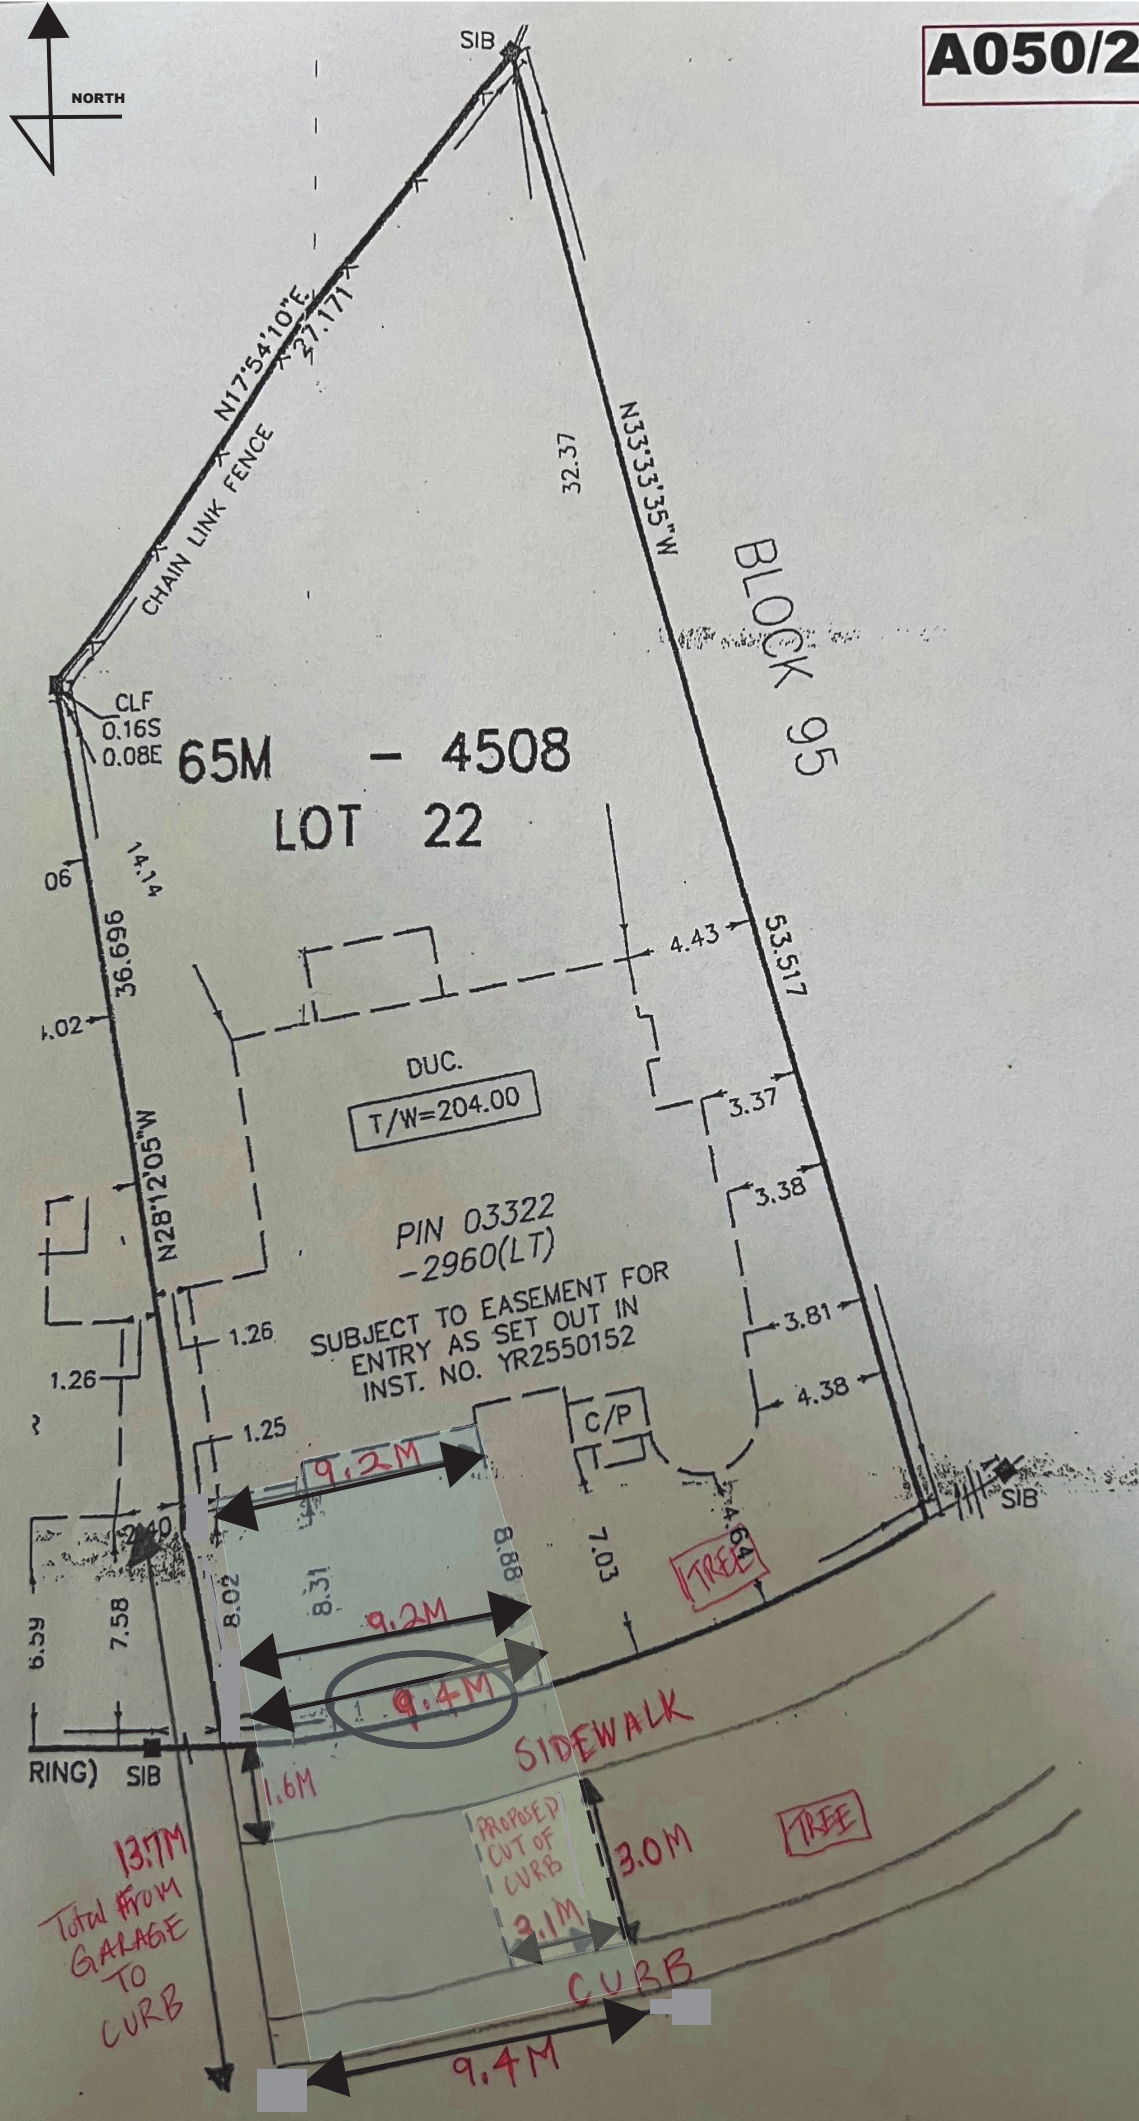 SIB
A050/2
NORTH
N17°54'10"E.
37.171
CHAIN LINK FENCE
32.37
N33°33'35"W
BLOCK 95
CLF
0.16S
0.08E
65M - 4508
LOT 22
06
14.14
36.696
4.43
53.517
.02
DUC.
T/W=204.00
3.37
N28°12'05"W
3.38
PIN 03322
-2960(LT)
SUBJECT TO EASEMENT FOR
ENTRY AS SET OUT IN
INST. NO. YR2550152
1.26
3.81
1.26
4.38
C/P
1.25
9.2M
SIB
2.40
4.64
TREE
6.59
7.58
8.02
8.31
8.88
7.03
9.2M
9.4M
SIDEWALK
RING) SIB
1.6M
PROPOSED
CUT OF
CURB
3.0M
TREE
3.1M
13.7M
Total From
GARAGE
TO
CURB
CURB
9.4M